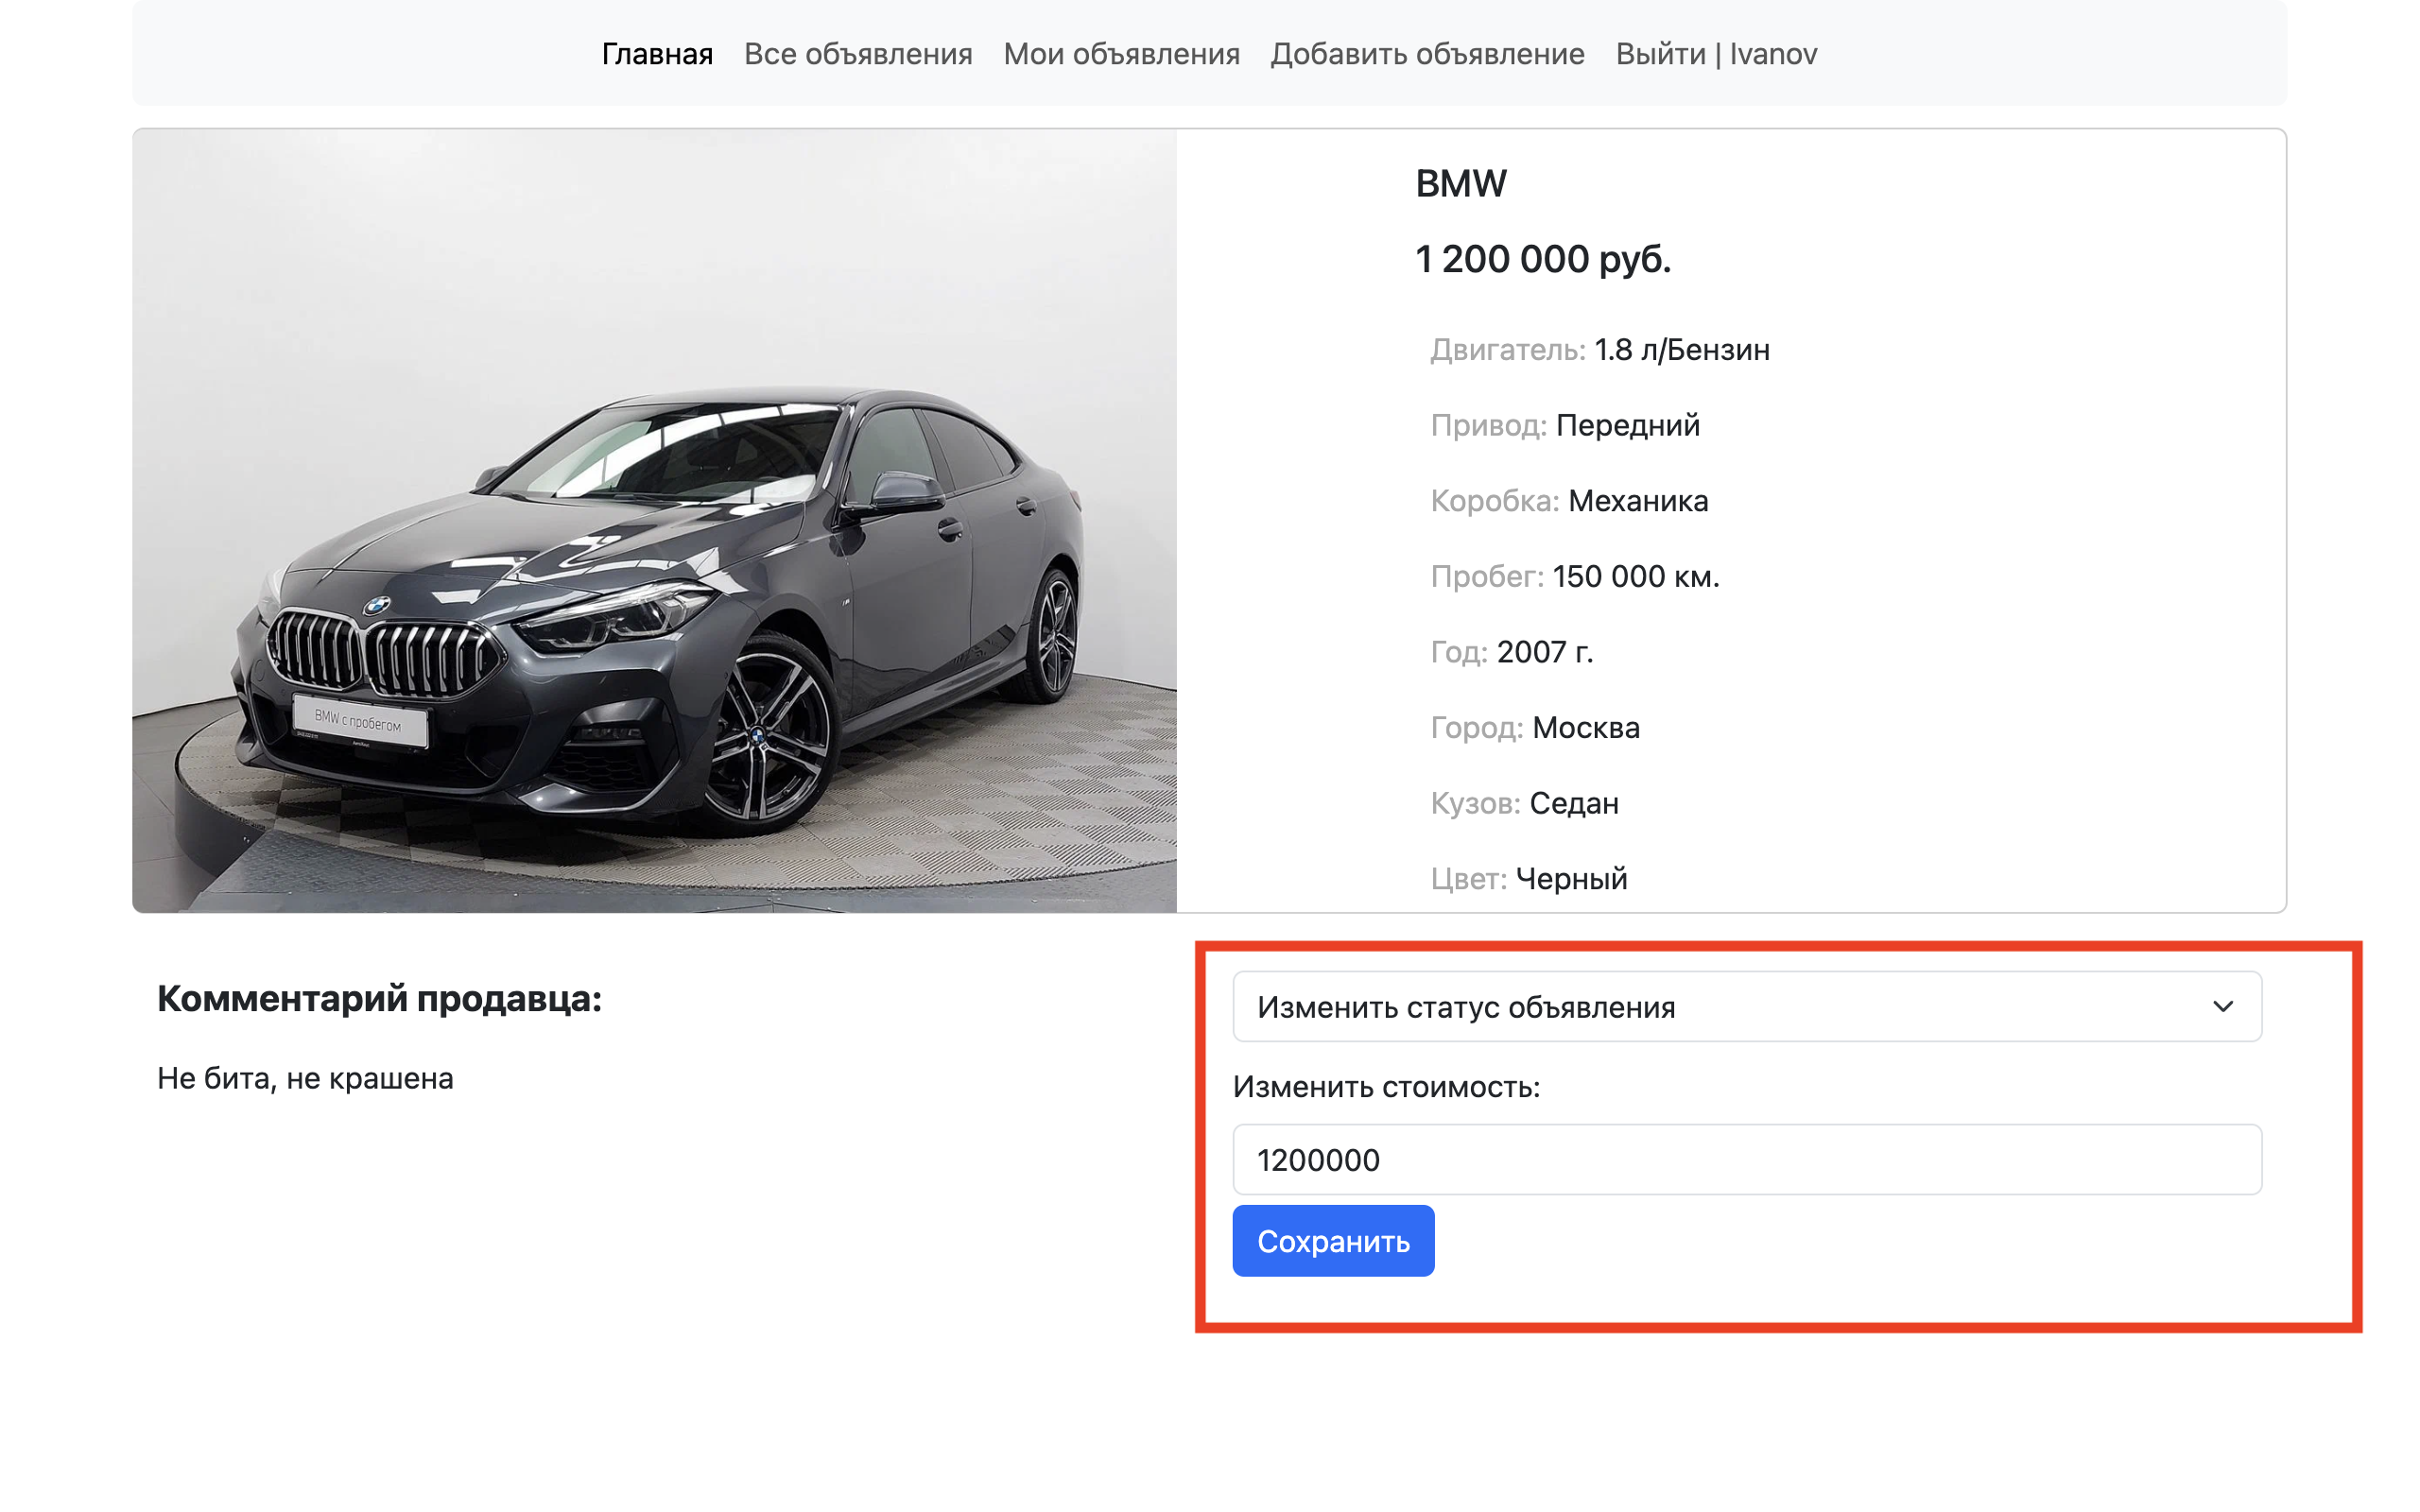 Главная Все объявления Мои объявления Добавить объявление Выйти | Ivanov
BMW
1 200 000 руб.
Двигатель: 1.8 л/Бензин
Привод: Передний
Коробка: Механика
Пробег: 150 000 км.
Год: 2007 г.
Город: Москва
Кузов: Седан
Цвет: Черный
BMW с пробегом
Комментарий продавца:
Не бита, не крашена
Изменить статус объявления
Изменить стоимость:
1200000
Сохранить